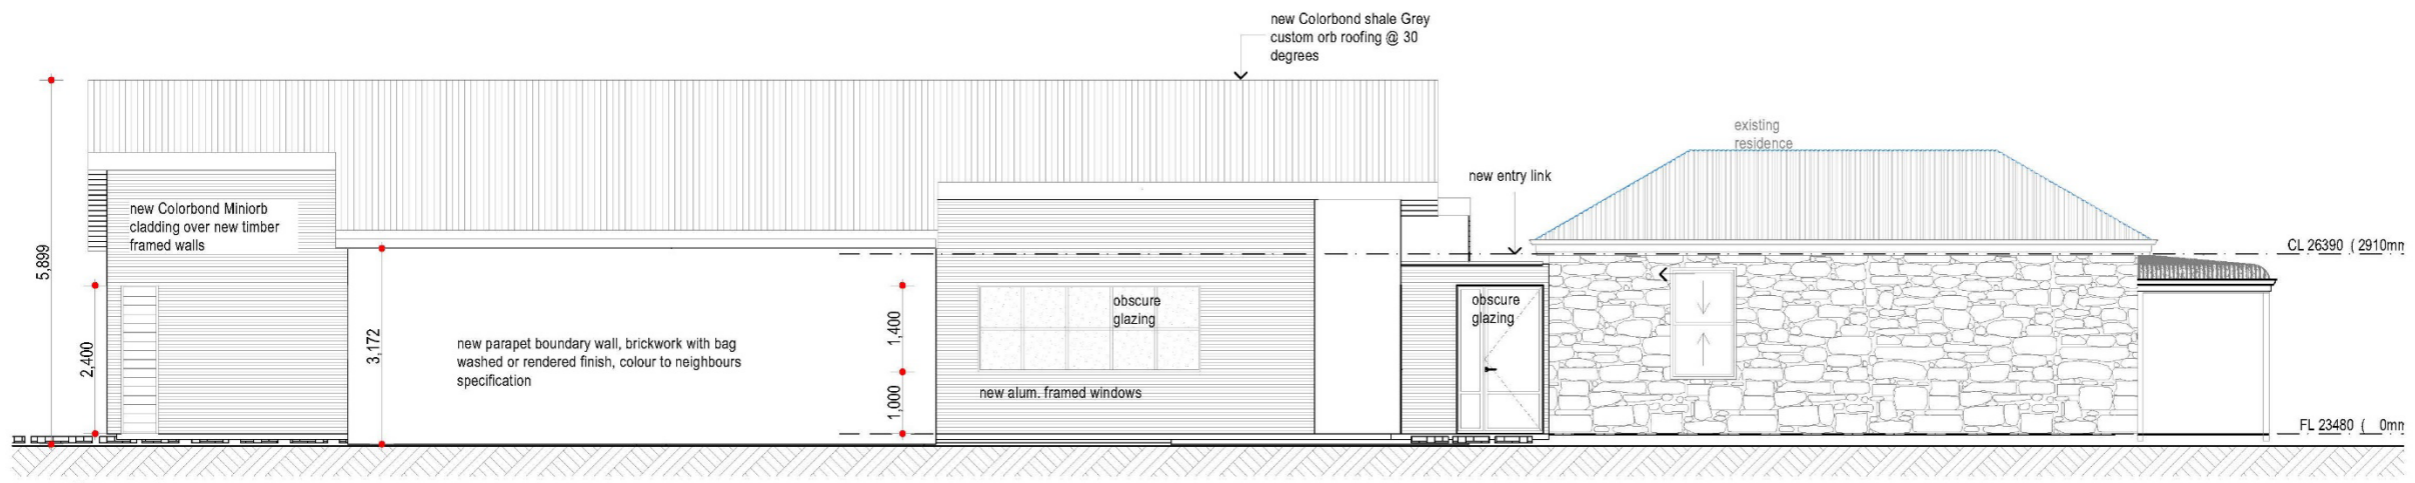 new Colorbond shale Grey
custom orb roofing @ 30
degrees
existing
residence
new entry link
new Colorbond Miniorb
cladding over new timber
framed walls
5,899
2,400
3,172
new parapet boundary wall, brickwork with bag
washed or rendered finish, colour to neighbours
specification
1,400
1,000
obscure
glazing
new alum. framed windows
obscure
glazing
CL 26390 ( 2910mm
FL 23480 ( 0mm